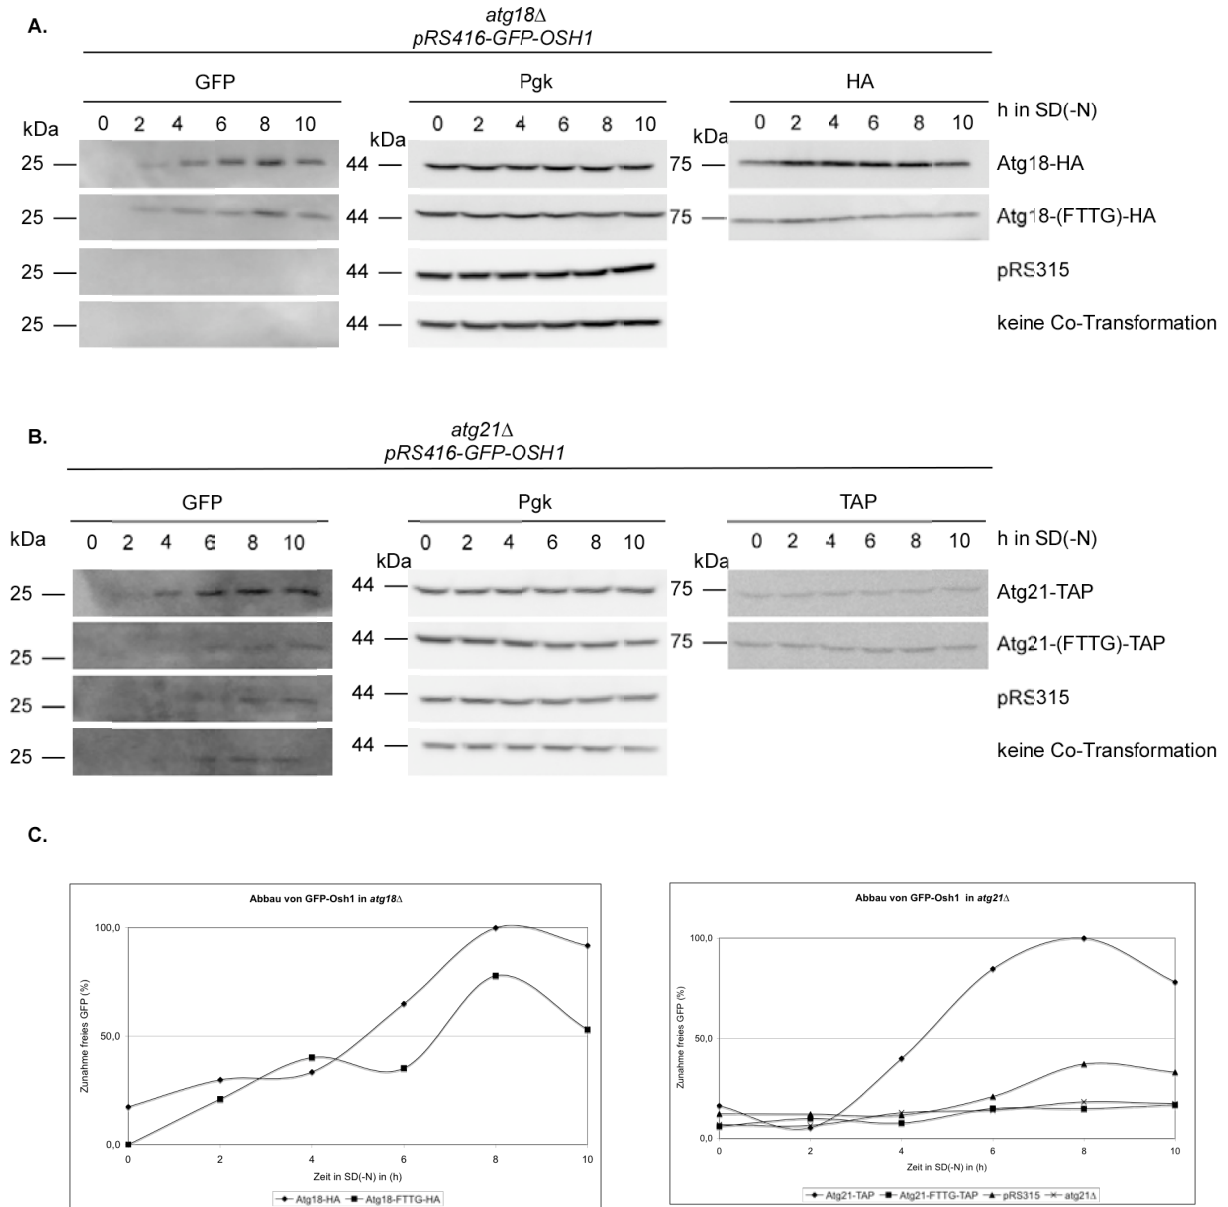 A.
atg18Δ
pRS416-GFP-OSH1
GFP Pgk HA
kDa 0 2 4 6 8 10 kDa 0 2 4 6 8 10 kDa 0 2 4 6 8 10 h in SD(-N)
25 44 75 Atg18-HA
25 44 75 Atg18-(FTTG)-HA
25 44 pRS315
25 44 keine Co-Transformation
B.
atg21Δ
pRS416-GFP-OSH1
GFP Pgk TAP
kDa 0 2 4 6 8 10 kDa 0 2 4 6 8 10 kDa 0 2 4 6 8 10 h in SD(-N)
25 44 75 Atg21-TAP
25 44 75 Atg21-(FTTG)-TAP
25 44 pRS315
25 44 keine Co-Transformation
C.
Abbau von GFP-Osh1 in atg18Δ
100,0
50,0
0,0
Zunahme freies GFP (%)
0 2 4 6 8 10
Zeit in SD(-N) in (h)
Atg18-HA Atg18-FTTG-HA
Abbau von GFP-Osh1 in atg21Δ
100,0
50,0
0,0
Zunahme freies GFP (%)
0 2 4 6 8 10
Zeit in SD(-N) in (h)
Atg21-TAP Atg21-FTTG-TAP pRS315 atg21Δ